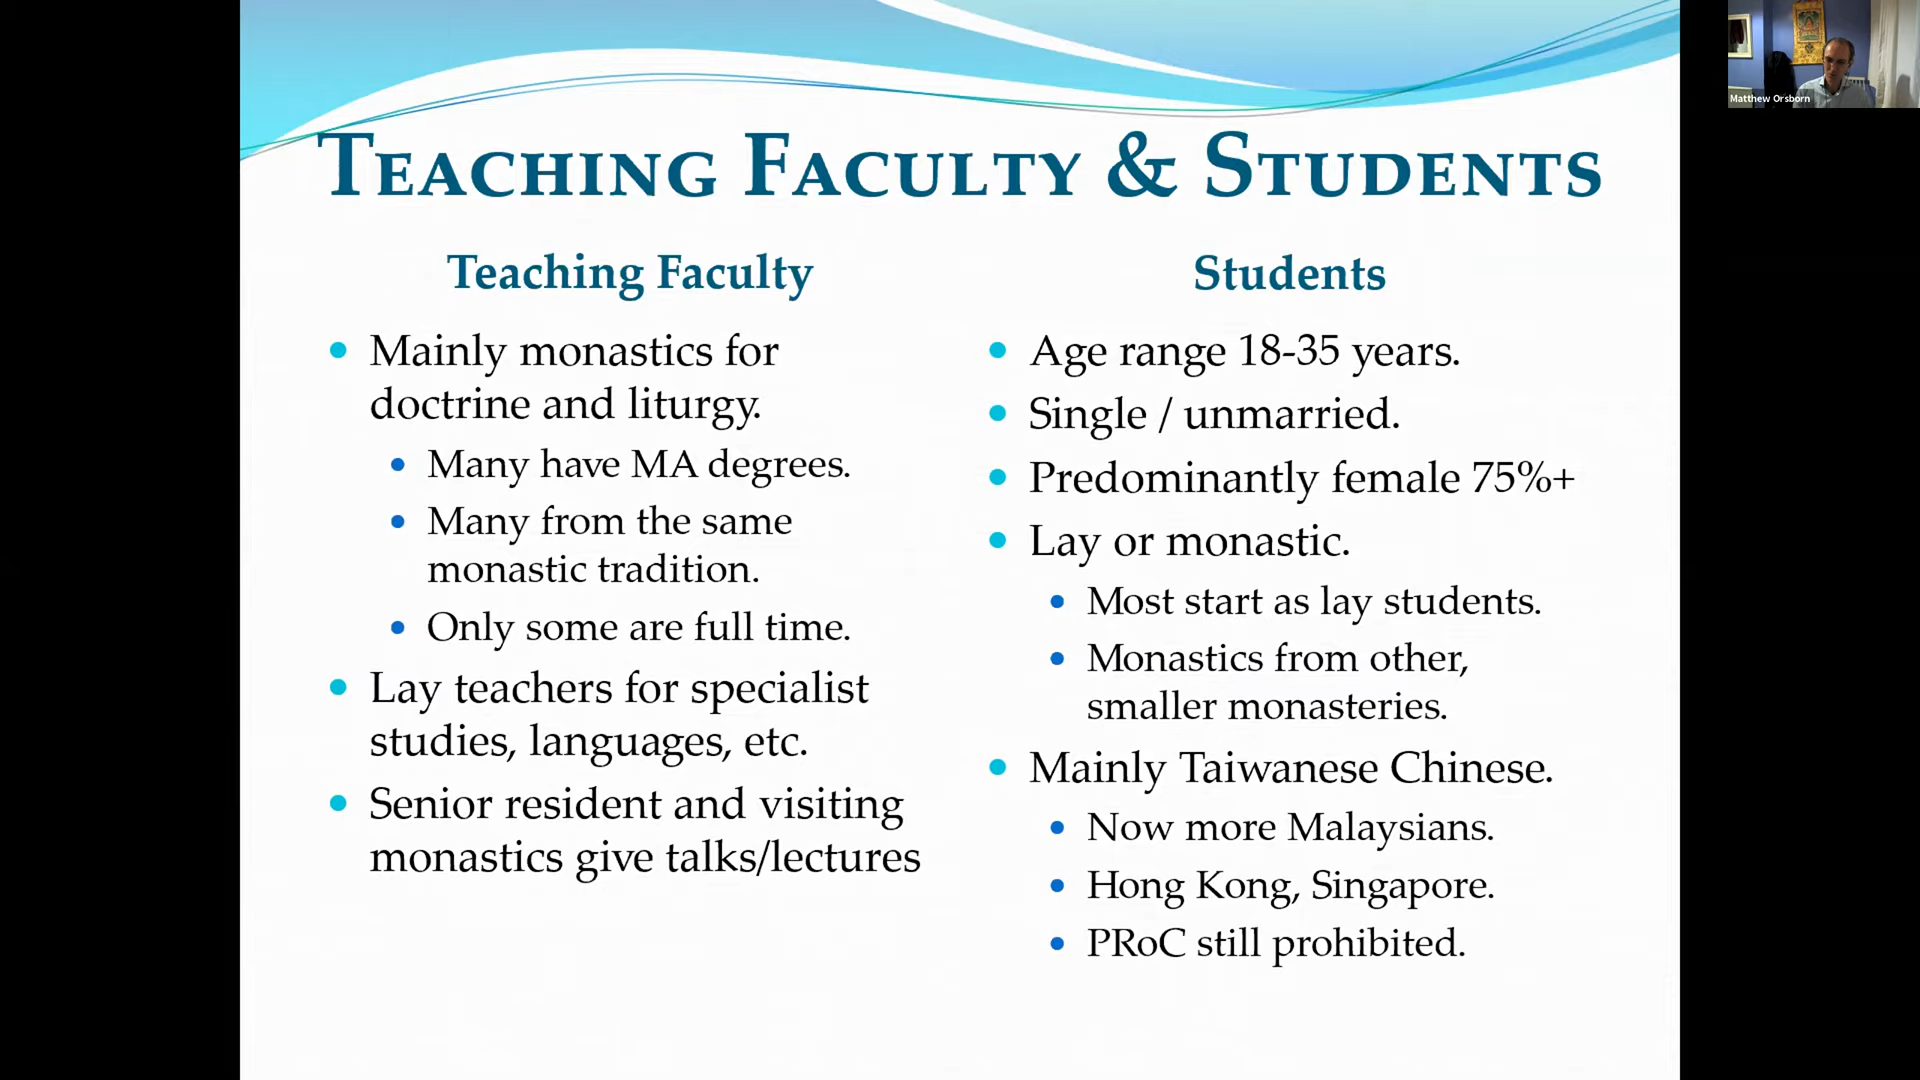 TEACHING FACULTY & STUDENTS
Teaching Faculty
Mainly monastics for
doctrine and liturgy.
Many have MA degrees.
Many from the same
monastic tradition.
Only some are full time.
Lay teachers for specialist
studies, languages, etc.
Senior resident and visiting
monastics give talks/lectures
Students
Age range 18-35 years.
Single / unmarried.
Predominantly female 75%+
Lay or monastic.
Most start as lay students.
Monastics from other,
smaller monasteries.
Mainly Taiwanese Chinese.
Now more Malaysians.
Hong Kong, Singapore.
PRoC still prohibited.
Matthew Orsborn